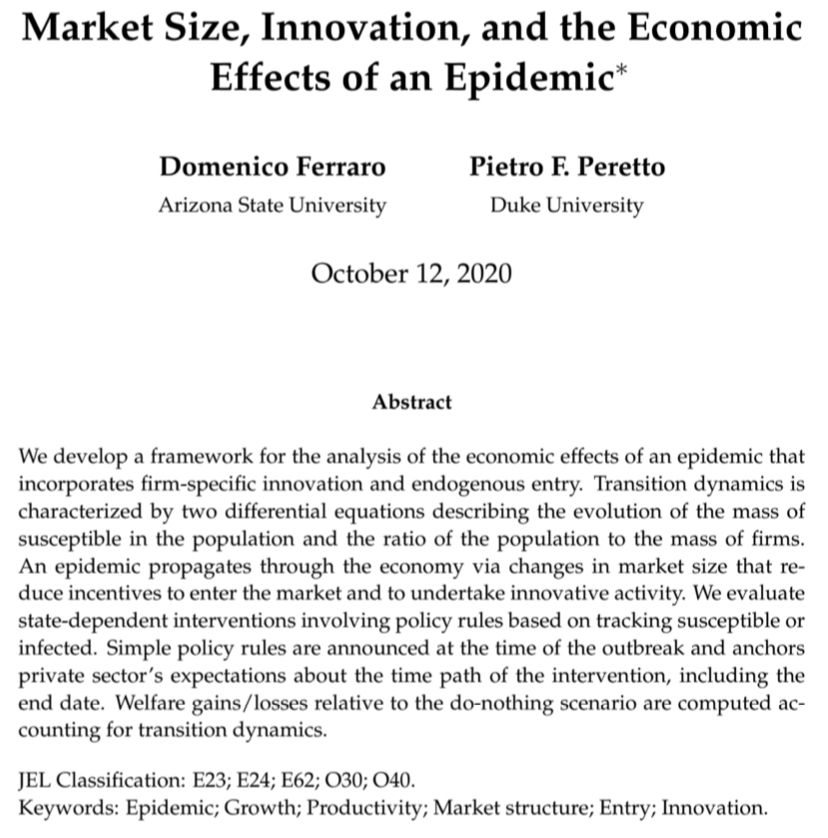 Market Size, Innovation, and the Economic
Effects of an Epidemic*
Domenico Ferraro
Pietro F. Peretto
Arizona State University
Duke University
October 12, 2020
Abstract
We develop a framework for the analysis of the economic effects of an epidemic that
incorporates firm-specific innovation and endogenous entry. Transition dynamics is
characterized by two differential equations describing the evolution of the mass of
susceptible in the population and the ratio of the population to the mass of firms.
An epidemic propagates through the economy via changes in market size that re-
duce incentives to enter the market and to undertake innovative activity. We evaluate
state-dependent interventions involving policy rules based on tracking susceptible or
infected. Simple policy rules are announced at the time of the outbreak and anchors
private sector's expectations about the time path of the intervention, including the
end date. Welfare gains/losses relative to the do-nothing scenario are computed ac-
counting for transition dynamics.
JEL Classification: E23; E24; E62; O30; O40.
Keywords: Epidemic; Growth; Productivity; Market structure; Entry; Innovation.